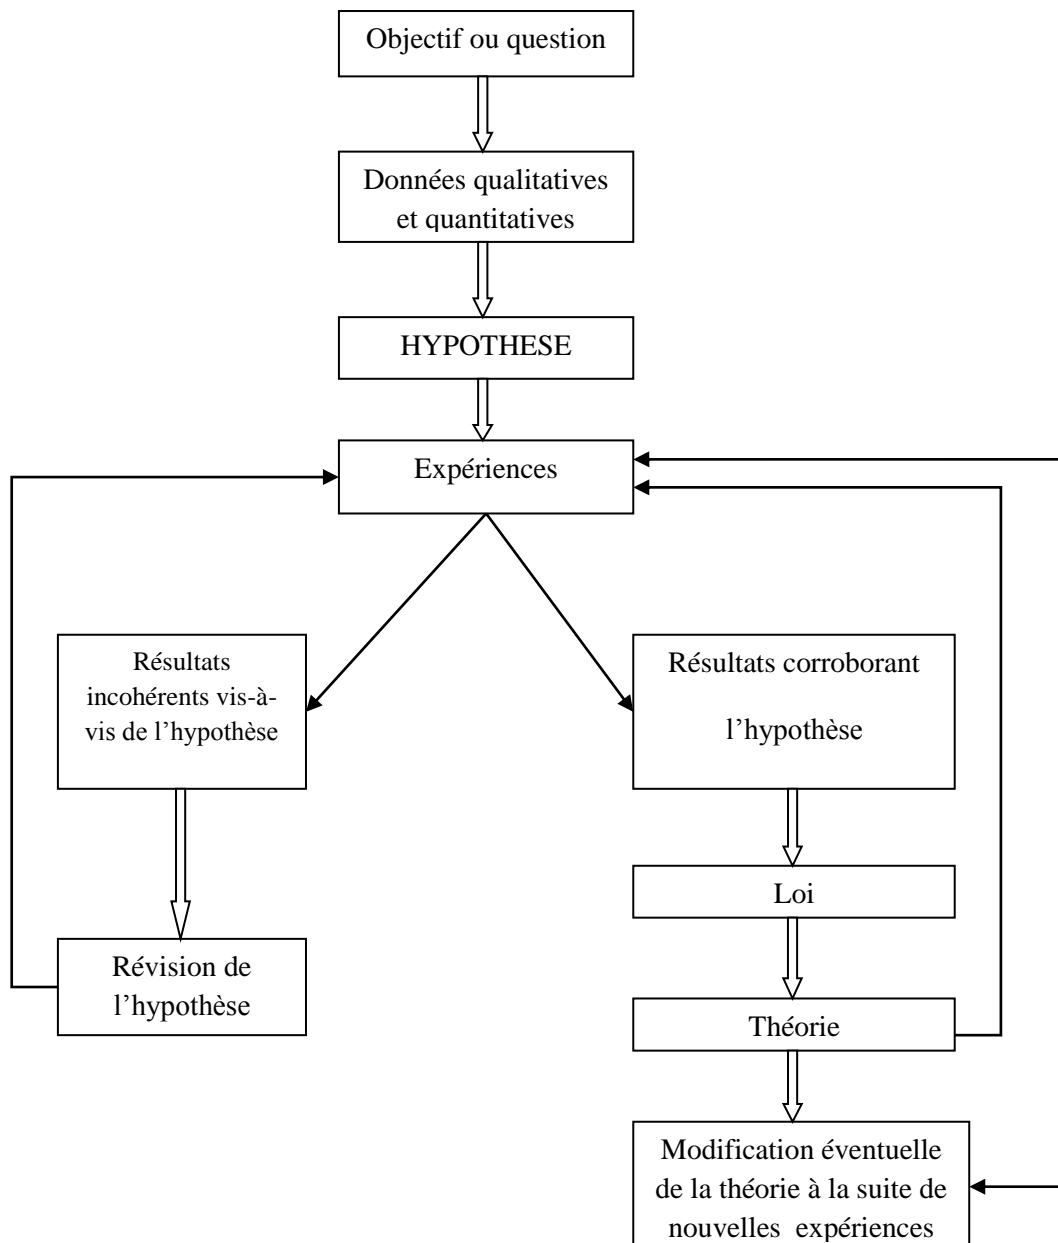 Objectif ou question
Données qualitatives
et quantitatives
HYPOTHESE
Expériences
Résultats
incohérents vis-à-
vis de l’hypothèse
Résultats corroborant
l’hypothèse
Loi
Révision de
l’hypothèse
Théorie
Modification éventuelle
de la théorie à la suite de
nouvelles expériences